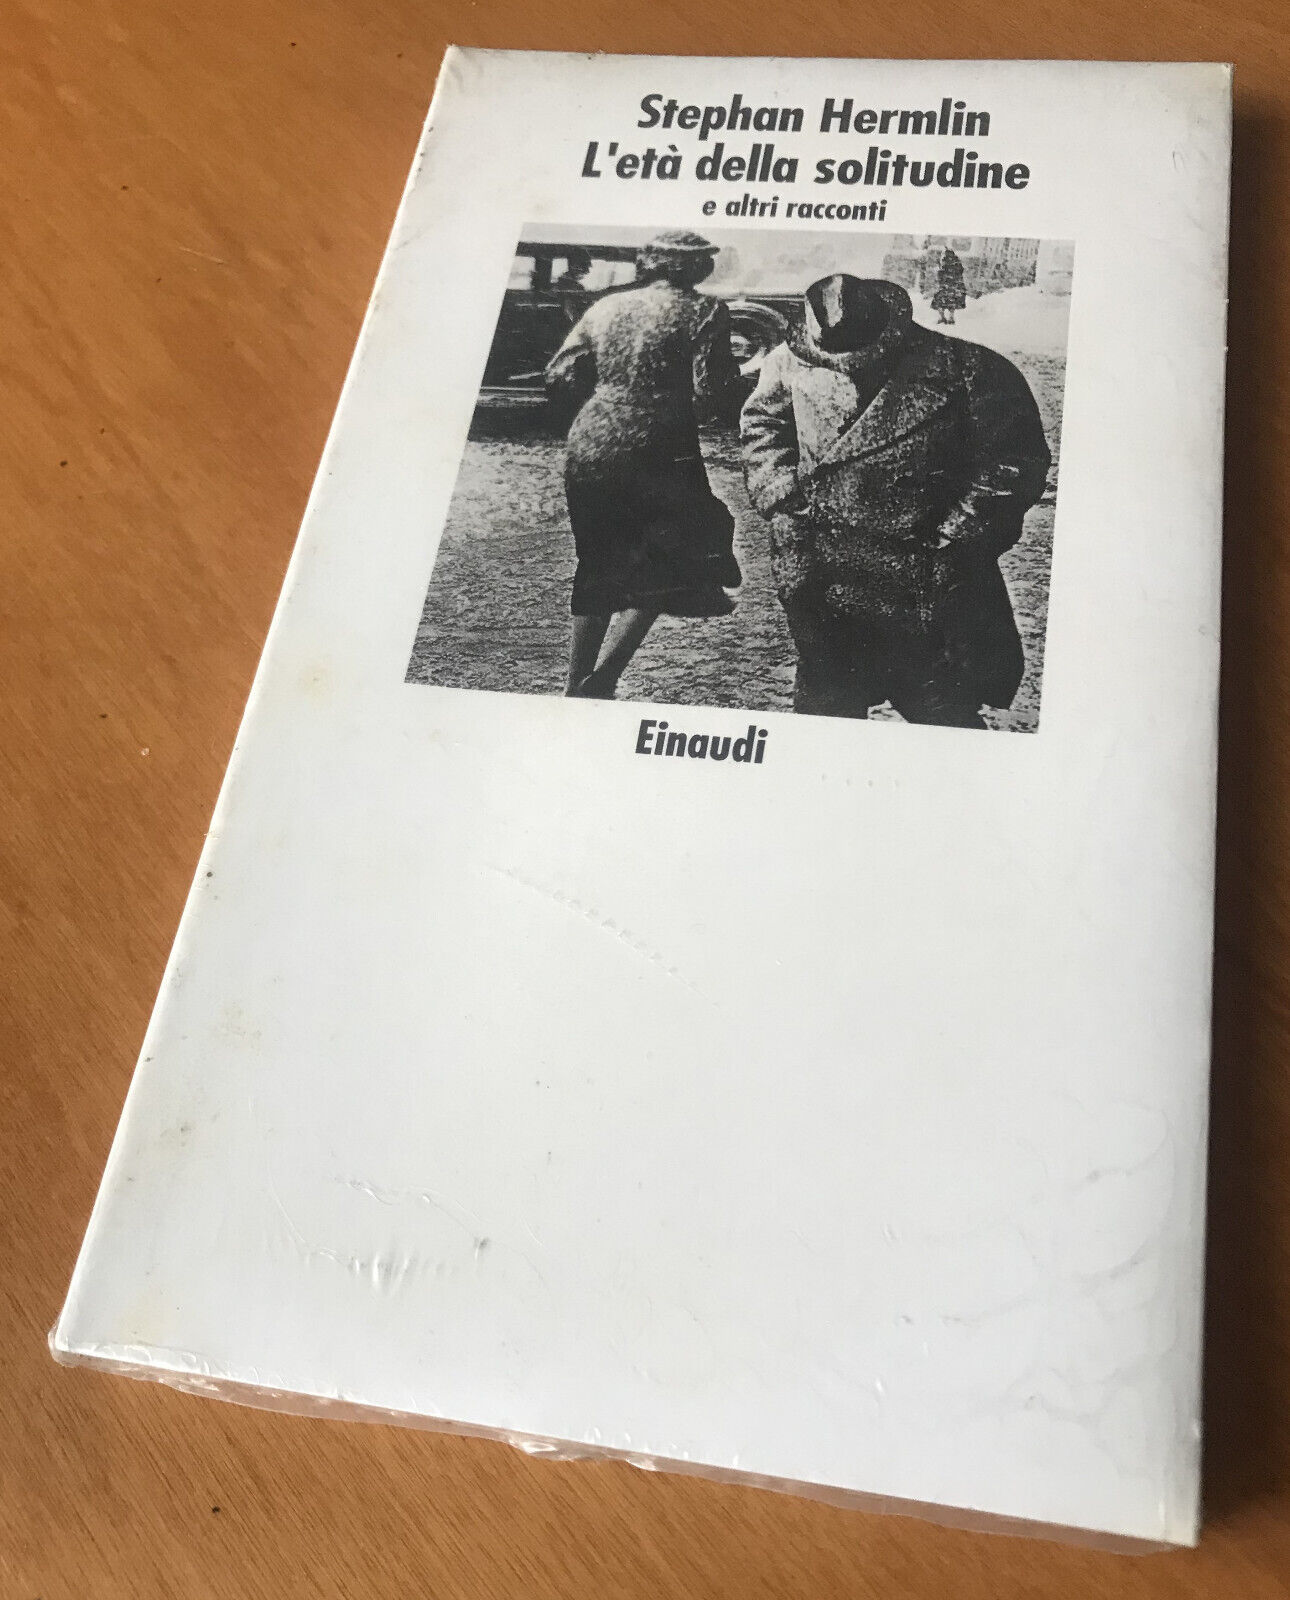 Stephan Hermlin
L'età della solitudine
e altri racconti
Einaudi